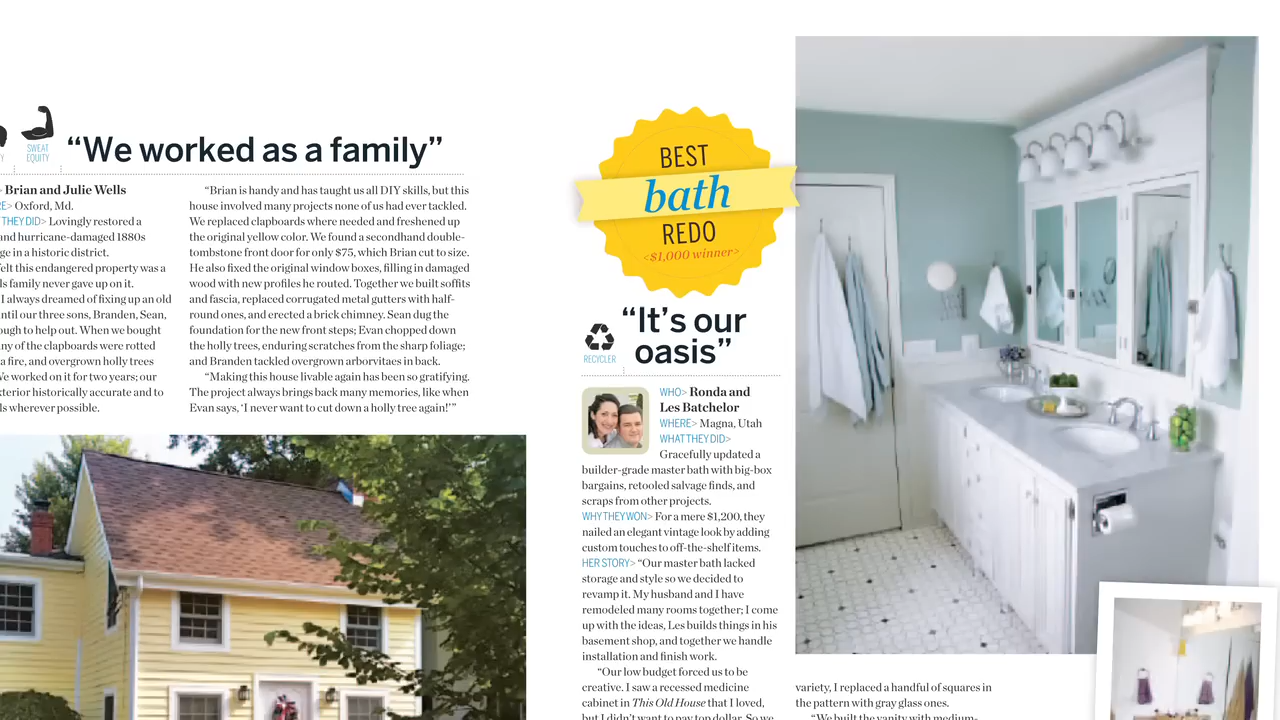 SWEAT
EQUITY
“We worked as a family”
Brian and Julie Wells
Oxford, Md.
THEY DID> Lovingly restored a
and hurricane-damaged 1880s
in a historic district.
this endangered property was a
family never gave up on it.
I always dreamed of fixing up an old
until our three sons, Branden, Sean,
to help out. When we bought
of the clapboards were rotted
a fire, and overgrown holly trees
We worked on it for two years; our
historically accurate and to
wherever possible.
“Brian is handy and has taught us all DIY skills, but this
house involved many projects none of us had ever tackled.
We replaced clapboards where needed and freshened up
the original yellow color. We found a secondhand double-
tombstone front door for only $75, which Brian cut to size.
He also fixed the original window boxes, filling in damaged
wood with new profiles he routed. Together we built soffits
and fascia, replaced corrugated metal gutters with half-
round ones, and erected a brick chimney. Sean dug the
foundation for the new front steps; Evan chopped down
the holly trees, enduring scratches from the sharp foliage;
and Branden tackled overgrown arborvitaes in back.
“Making this house livable again has been so gratifying.
The project always brings back many memories, like when
Evan says, ‘I never want to cut down a holly tree again!’”
BEST
bath
REDO
<$1,000 winner>
RECYCLER
“It’s our
oasis”
WHO> Ronda and
Les Batchelor
WHERE> Magna, Utah
WHAT THEY DID>
Gracefully updated a
builder-grade master bath with big-box
bargains, retooled salvage finds, and
scraps from other projects.
WHY THEY WON> For a mere $1,200, they
nailed an elegant vintage look by adding
custom touches to off-the-shelf items.
HER STORY> “Our master bath lacked
storage and style so we decided to
revamp it. My husband and I have
remodeled many rooms together; I come
up with the ideas, Les builds things in his
basement shop, and together we handle
installation and finish work.
“Our low budget forced us to be
creative. I saw a recessed medicine
cabinet in This Old House that I loved,
but I didn’t want to pay top dollar. So we
variety, I replaced a handful of squares in
the pattern with gray glass ones.
“We built the vanity with medium-